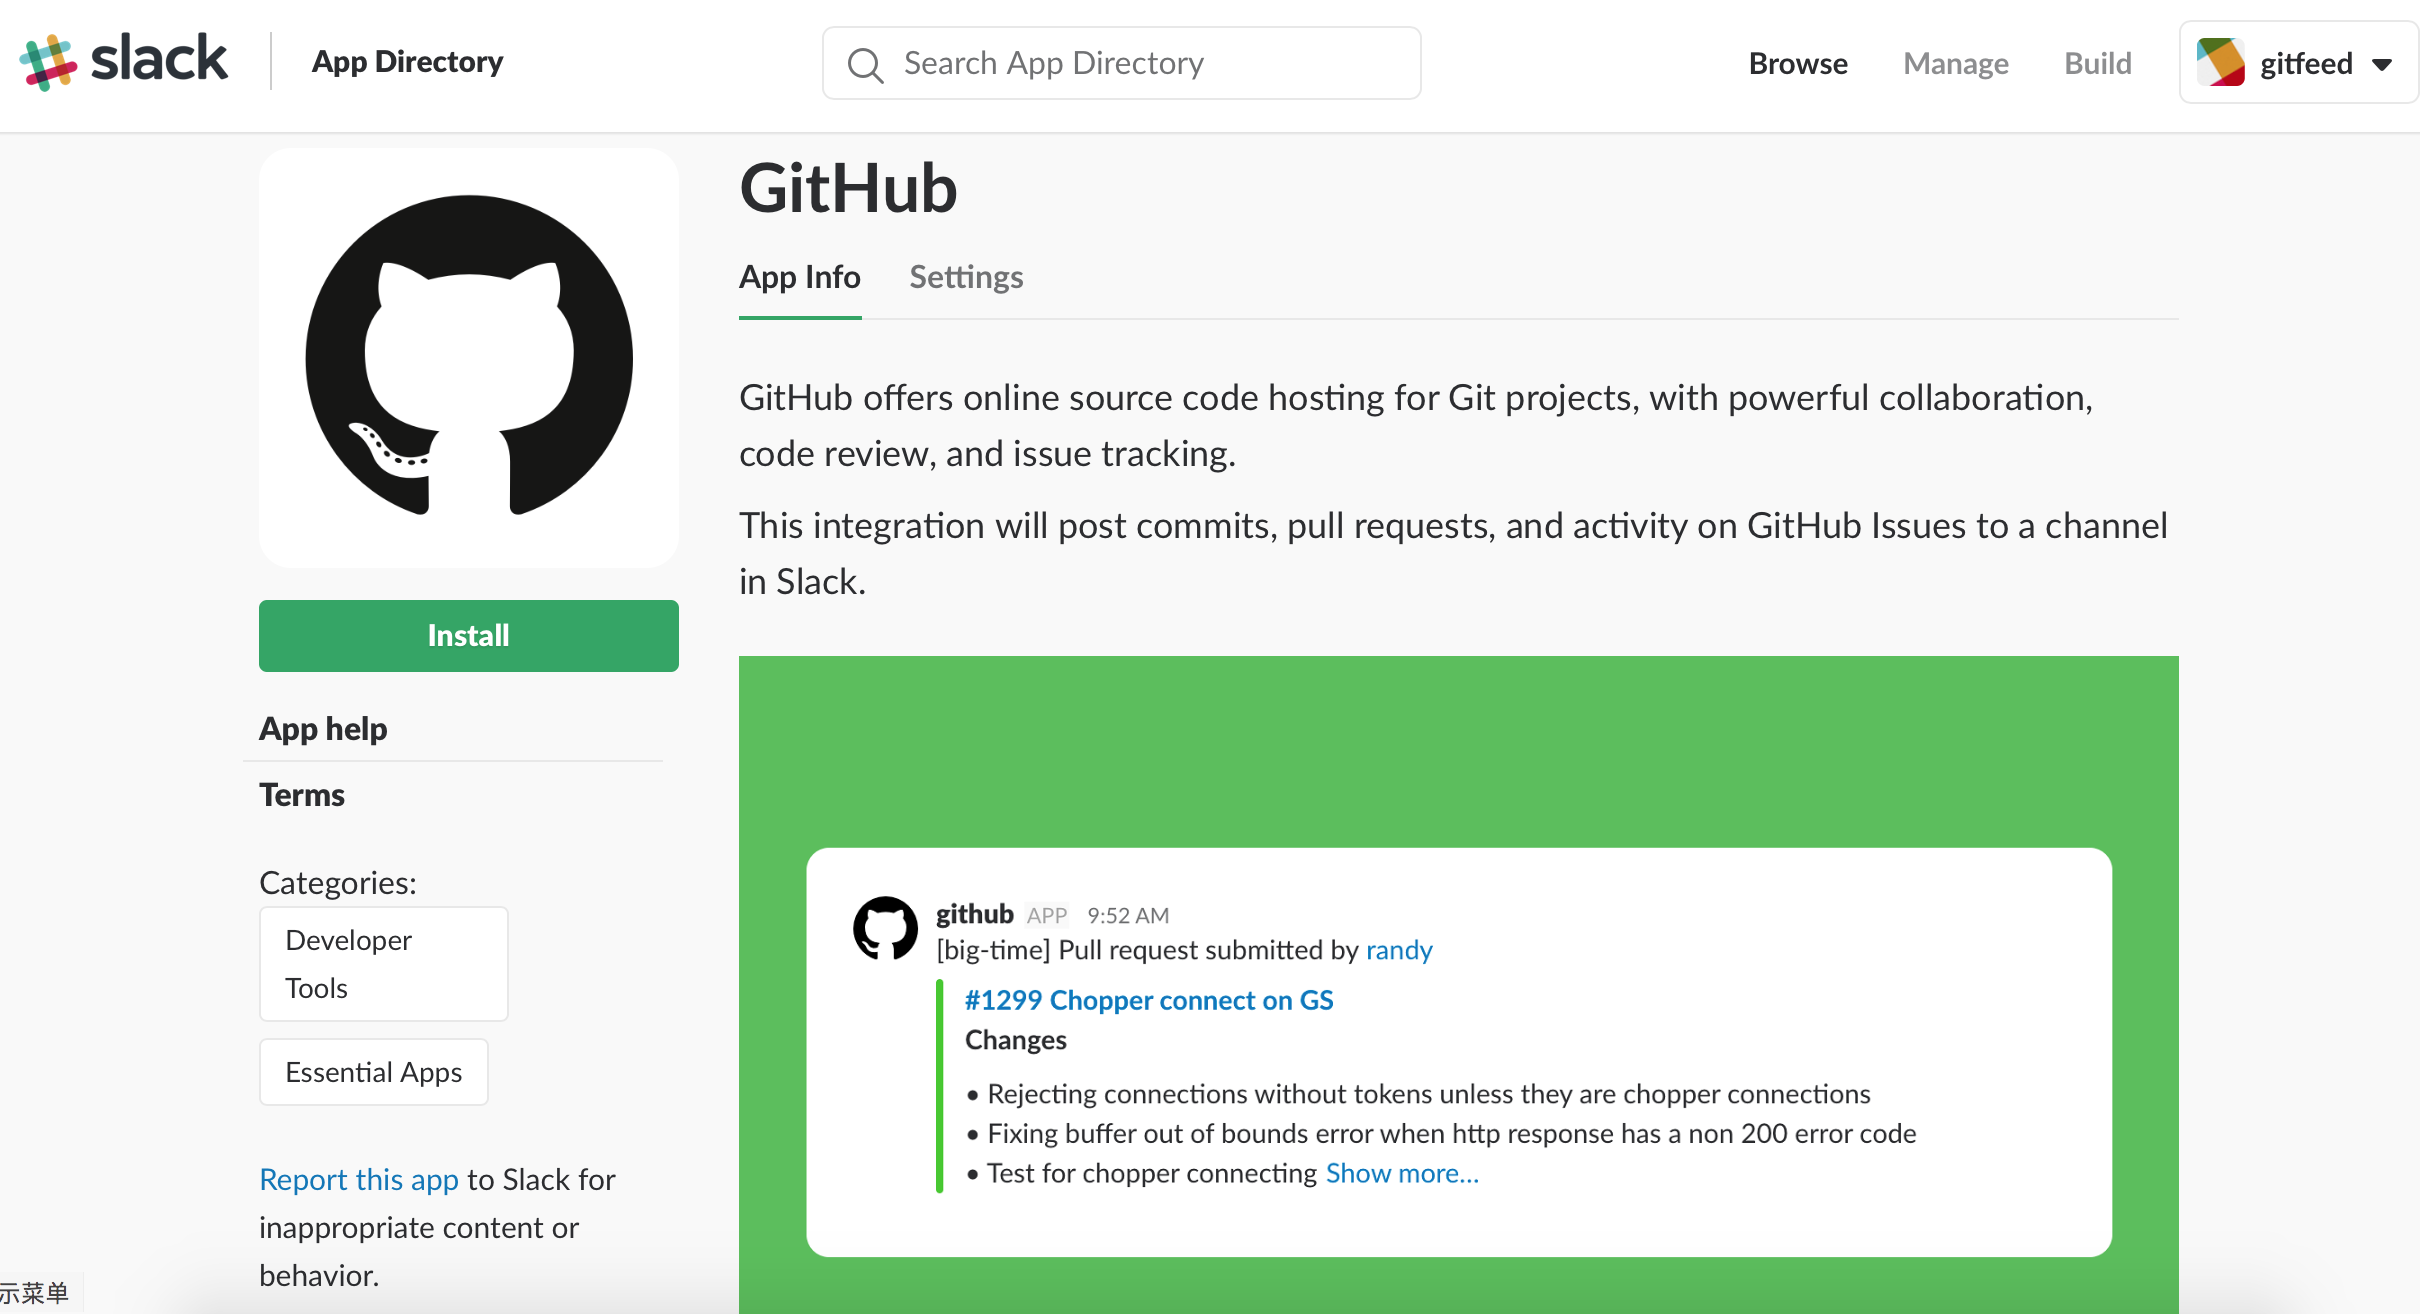 slack
App Directory
Search App Directory
Browse
Manage
Build
gitfeed
GitHub
App Info
Settings
GitHub offers online source code hosting for Git projects, with powerful collaboration,
code review, and issue tracking.
This integration will post commits, pull requests, and activity on GitHub Issues to a channel
in Slack.
Install
App help
Terms
Categories:
Developer
Tools
Essential Apps
Report this app to Slack for
inappropriate content or
behavior.
github APP 9:52 AM
[big-time] Pull request submitted by randy
#1299 Chopper connect on GS
Changes
• Rejecting connections without tokens unless they are chopper connections
• Fixing buffer out of bounds error when http response has a non 200 error code
• Test for chopper connecting Show more...
示菜单